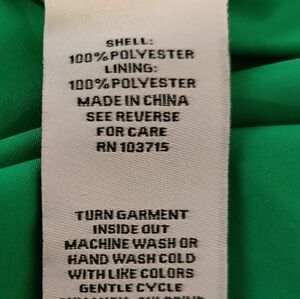 SHELL:
100% POLYESTER
LINING:
100% POLYESTER
MADE IN CHINA
SEE REVERSE
FOR CARE
RN 103715
TURN GARMENT
INSIDE OUT
MACHINE WASH OR
HAND WASH COLD
WITH LIKE COLORS
GENTLE CYCLE